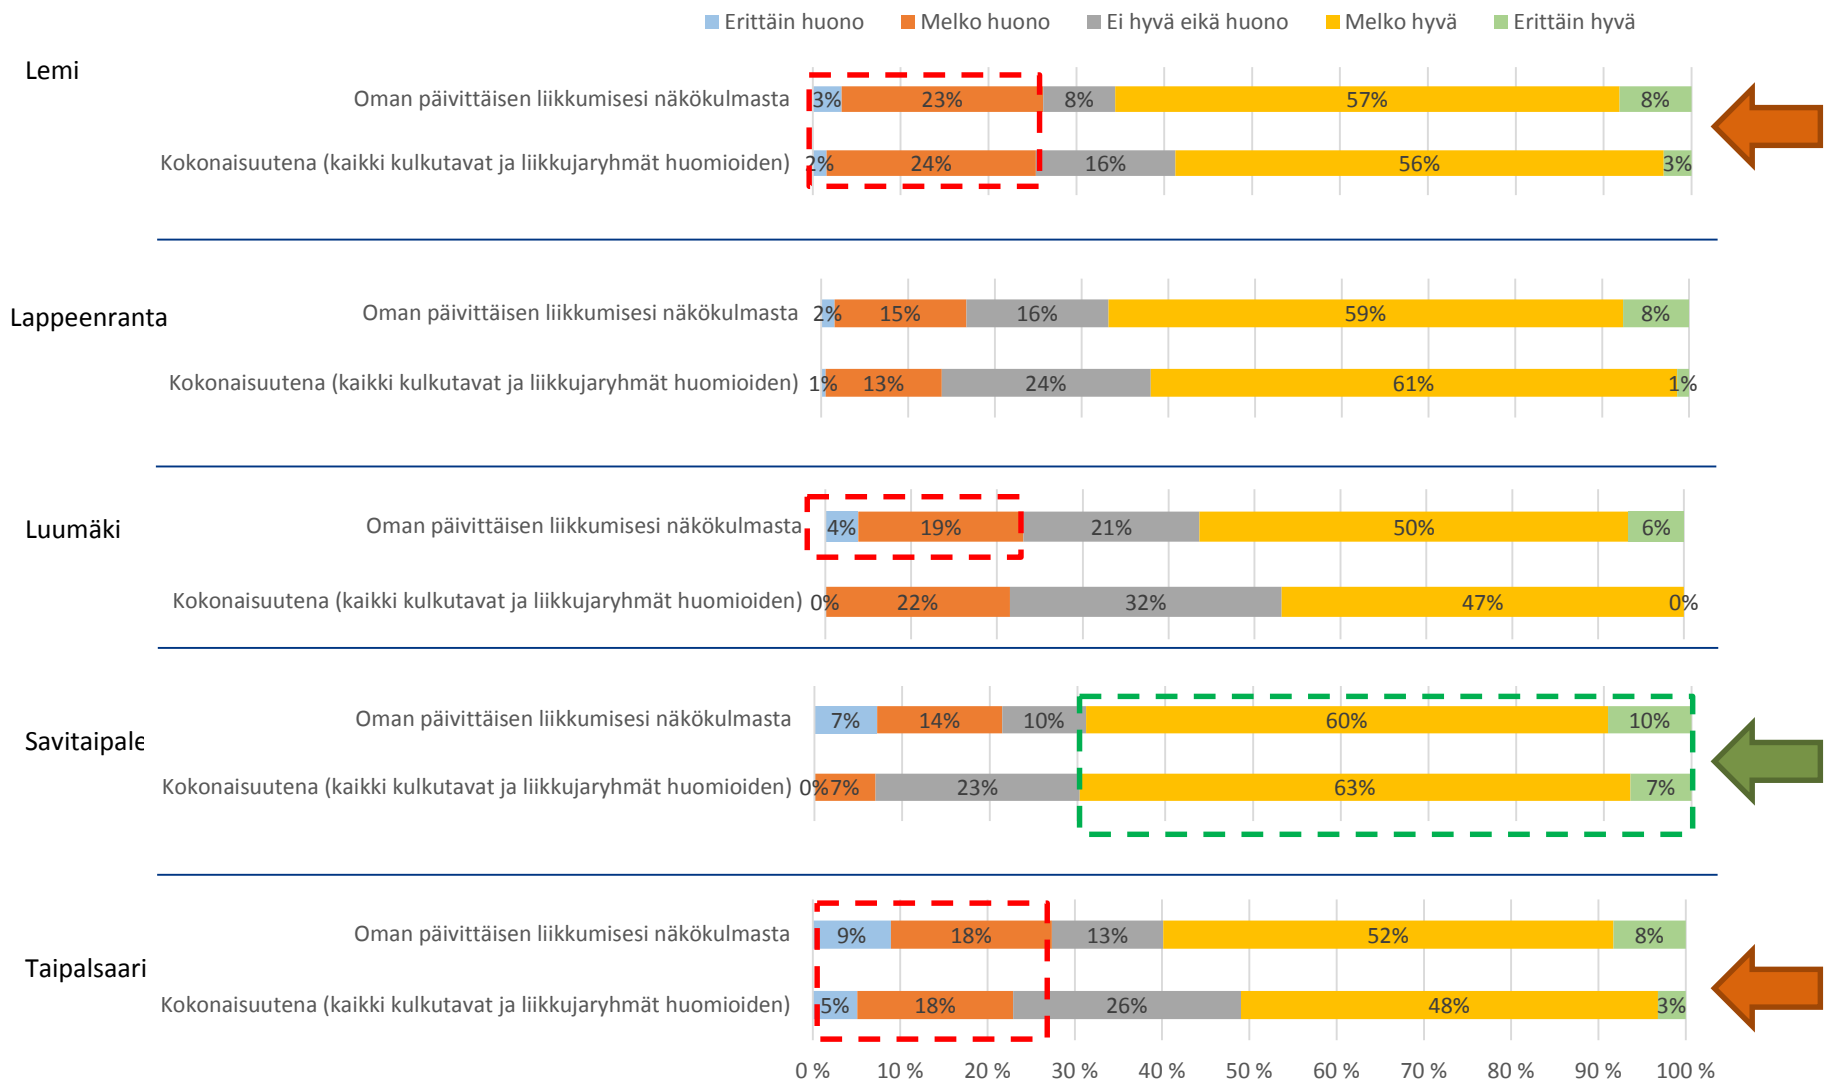 Erittäin huono Melko huono Ei hyvä eikä huono Melko hyvä Erittäin hyvä
Lemi
Oman päivittäisen liikkumisesi näkökulmasta 3% 23% 8% 57% 8%
Kokonaisuutena (kaikki kulkutavat ja liikkujaryhmät huomioiden) 2% 24% 16% 56% 3%
Lappeenranta
Oman päivittäisen liikkumisesi näkökulmasta 2% 15% 16% 59% 8%
Kokonaisuutena (kaikki kulkutavat ja liikkujaryhmät huomioiden) 1% 13% 24% 61% 1%
Luumäki
Oman päivittäisen liikkumisesi näkökulmasta 4% 19% 21% 50% 6%
Kokonaisuutena (kaikki kulkutavat ja liikkujaryhmät huomioiden) 0% 22% 32% 47% 0%
Savitaipale
Oman päivittäisen liikkumisesi näkökulmasta 7% 14% 10% 60% 10%
Kokonaisuutena (kaikki kulkutavat ja liikkujaryhmät huomioiden) 0% 7% 23% 63% 7%
Taipalsaari
Oman päivittäisen liikkumisesi näkökulmasta 9% 18% 13% 52% 8%
Kokonaisuutena (kaikki kulkutavat ja liikkujaryhmät huomioiden) 5% 18% 26% 48% 3%
0 % 10 % 20 % 30 % 40 % 50 % 60 % 70 % 80 % 90 % 100 %